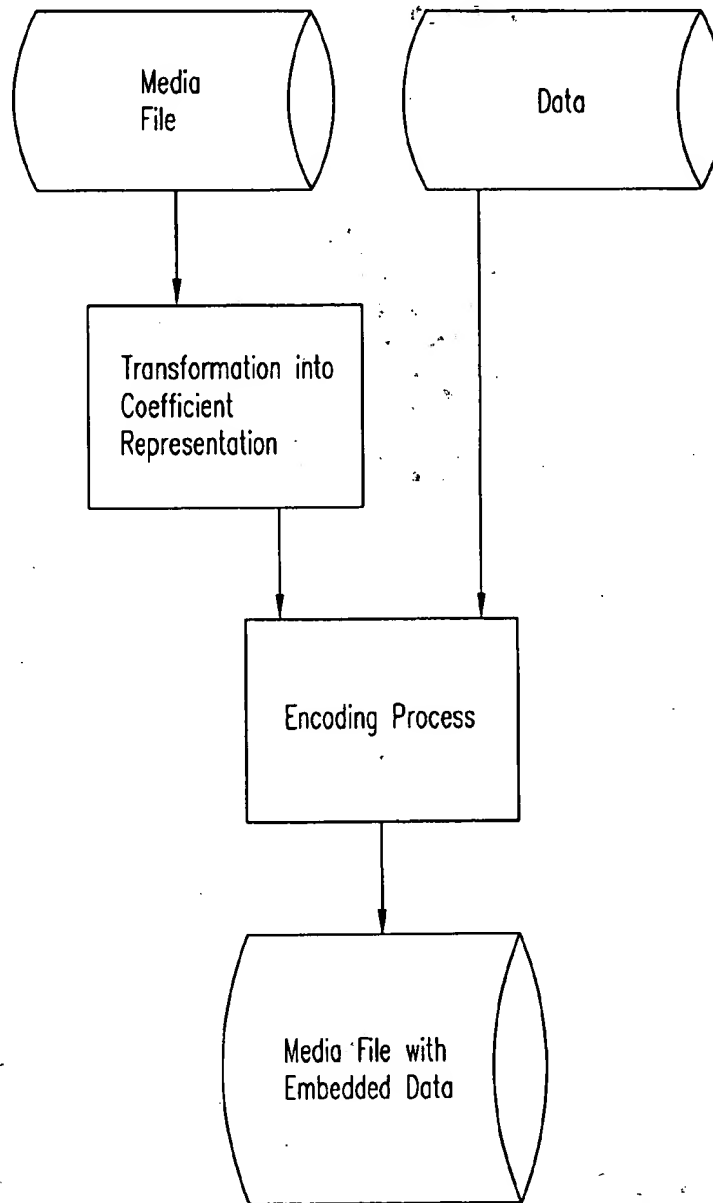 Media
File
Data
Transformation into
Coefficient
Representation
Encoding Process
Media File with
Embedded Data